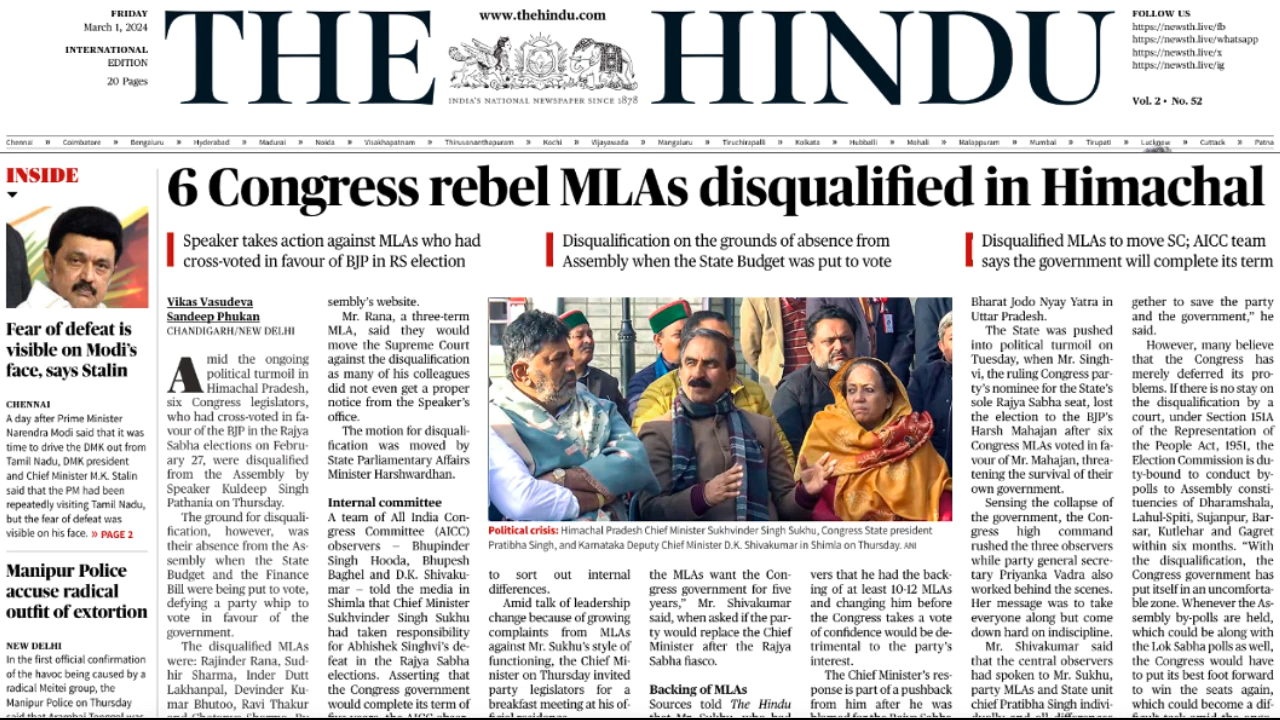 FRIDAY
March 1, 2024
INTERNATIONAL
EDITION
20 Pages
THE HINDU
www.thehindu.com
INDIA'S NATIONAL NEWSPAPER SINCE 1878
FOLLOW US
https://newsth.live/fb
https://newsth.live/whatsapp
https://newsth.live/x
https://newsth.live/ig
Vol. 2 • No. 52
Chennai » Coimbatore » Bengaluru » Hyderabad » Madurai » Noida » Visakhapatnam » Thiruvananthapuram » Kochi » Vijayawada » Mangaluru » Tiruchirapalli » Kolkata » Hubballi » Mohali » Malappuram » Mumbai » Tirupati » Lucknow » Cuttack » Patna
INSIDE
Fear of defeat is
visible on Modi's
face, says Stalin
CHENNAI
A day after Prime Minister
Narendra Modi said that it was
time to drive the DMK out from
Tamil Nadu, DMK president
and Chief Minister M.K. Stalin
said that the PM had been
repeatedly visiting Tamil Nadu,
but the fear of defeat was
visible on his face. » PAGE 2
Manipur Police
accuse radical
outfit of extortion
NEW DELHI
In the first official confirmation
of the havoc being caused by a
radical Meitei group, the
Manipur Police on Thursday
said that Arambai Tenggol was
6 Congress rebel MLAs disqualified in Himachal
Speaker takes action against MLAs who had
cross-voted in favour of BJP in RS election
Disqualification on the grounds of absence from
Assembly when the State Budget was put to vote
Disqualified MLAs to move SC; AICC team
says the government will complete its term
Vikas Vasudeva
Sandeep Phukan
CHANDIGARH/NEW DELHI
Amid the ongoing
political turmoil in
Himachal Pradesh,
six Congress legislators,
who had cross-voted in fa-
vour of the BJP in the Rajya
Sabha elections on Febru-
ary 27, were disqualified
from the Assembly by
Speaker Kuldeep Singh
Pathania on Thursday.
The ground for disquali-
fication, however, was
their absence from the As-
sembly when the State
Budget and the Finance
Bill were being put to vote,
defying a party whip to
vote in favour of the
government.
The disqualified MLAs
were: Rajinder Rana, Sud-
hir Sharma, Inder Dutt
Lakhanpal, Devinder Ku-
mar Bhutoo, Ravi Thakur
and Chetanya Sharma, Pu
sembly's website.
Mr. Rana, a three-term
MLA, said they would
move the Supreme Court
against the disqualification
as many of his colleagues
did not even get a proper
notice from the Speaker's
office.
The motion for disquali-
fication was moved by
State Parliamentary Affairs
Minister Harshwardhan.
Internal committee
A team of All India Con-
gress Committee (AICC)
observers – Bhupinder
Singh Hooda, Bhupesh
Baghel and D.K. Shivaku-
mar – told the media in
Shimla that Chief Minister
Sukhvinder Singh Sukhu
had taken responsibility
for Abhishek Singhvi's de-
feat in the Rajya Sabha
elections. Asserting that
the Congress government
would complete its term of
five years, the AICC obser-
Political crisis: Himachal Pradesh Chief Minister Sukhvinder Singh Sukhu, Congress State president
Pratibha Singh, and Karnataka Deputy Chief Minister D.K. Shivakumar in Shimla on Thursday. ANI
to sort out internal
differences.
Amid talk of leadership
change because of growing
complaints from MLAs
against Mr. Sukhu's style of
functioning, the Chief Mi-
nister on Thursday invited
party legislators for a
breakfast meeting at his of-
ficial residence.
the MLAs want the Con-
gress government for five
years," Mr. Shivakumar
said, when asked if the par-
ty would replace the Chief
Minister after the Rajya
Sabha fiasco.
Backing of MLAs
Sources told The Hindu
that Mr. Sukhu, who had
vers that he had the back-
ing of at least 10-12 MLAs
and changing him before
the Congress takes a vote
of confidence would be de-
trimental to the party's
interest.
The Chief Minister's res-
ponse is part of a pushback
from him after he was
blamed for the Rajya Sabha
Bharat Jodo Nyay Yatra in
Uttar Pradesh.
The State was pushed
into political turmoil on
Tuesday, when Mr. Singh-
vi, the ruling Congress par-
ty's nominee for the State's
sole Rajya Sabha seat, lost
the election to the BJP's
Harsh Mahajan after six
Congress MLAs voted in fa-
vour of Mr. Mahajan, threa-
tening the survival of their
own government.
Sensing the collapse of
the government, the Con-
gress high command
rushed the three observers
while party general secre-
tary Priyanka Vadra also
worked behind the scenes.
Her message was to take
everyone along but come
down hard on indiscipline.
Mr. Shivakumar said
that the central observers
had spoken to Mr. Sukhu,
party MLAs and State unit
chief Pratibha Singh indivi-
dually and all differences
gether to save the party
and the government," he
said.
However, many believe
that the Congress has
merely deferred its pro-
blems. If there is no stay on
the disqualification by a
court, under Section 151A
of the Representation of
the People Act, 1951, the
Election Commission is du-
ty-bound to conduct by-
polls to Assembly consti-
tuencies of Dharamshala,
Lahul-Spiti, Sujanpur, Bar-
sar, Kutlehar and Gagret
within six months. "With
the disqualification, the
Congress government has
put itself in an uncomforta-
ble zone. Whenever the As-
sembly by-polls are held,
which could be along with
the Lok Sabha polls as well,
the Congress would have
to put its best foot forward
to win the seats again,
which could become a dif-